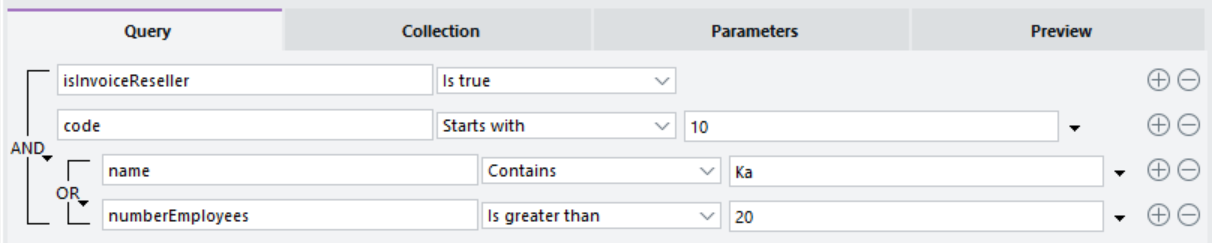 Query Collection Parameters Preview
isInvoiceReseller Is true
code Starts with 10
AND
name Contains Ka
OR
numberEmployees Is greater than 20